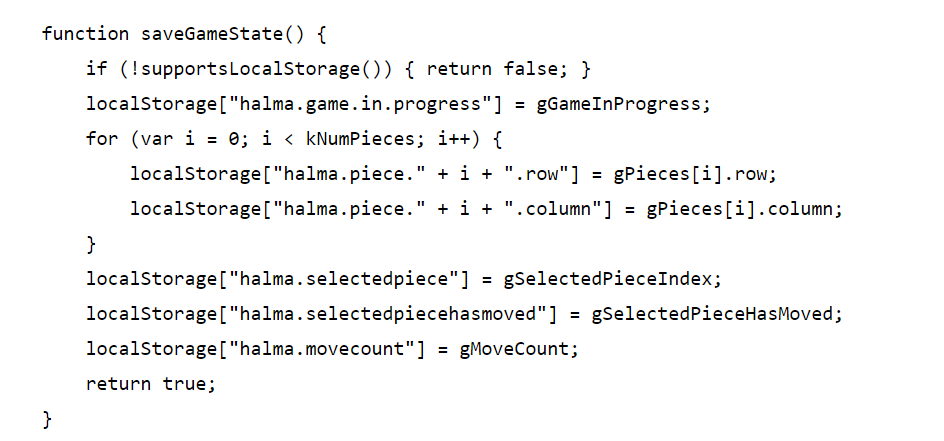 function saveGameState() {
    if (!supportsLocalStorage()) { return false; }
    localStorage["halma.game.in.progress"] = gGameInProgress;
    for (var i = 0; i < kNumPieces; i++) {
        localStorage["halma.piece." + i + ".row"] = gPieces[i].row;
        localStorage["halma.piece." + i + ".column"] = gPieces[i].column;
    }
    localStorage["halma.selectedpiece"] = gSelectedPieceIndex;
    localStorage["halma.selectedpiecehasmoved"] = gSelectedPieceHasMoved;
    localStorage["halma.movecount"] = gMoveCount;
    return true;
}